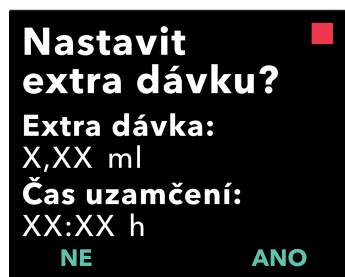 Nastavit
extra dávku?
Extra dávka:
X,XX ml
Čas uzamčení:
XX:XX h
NE ANO